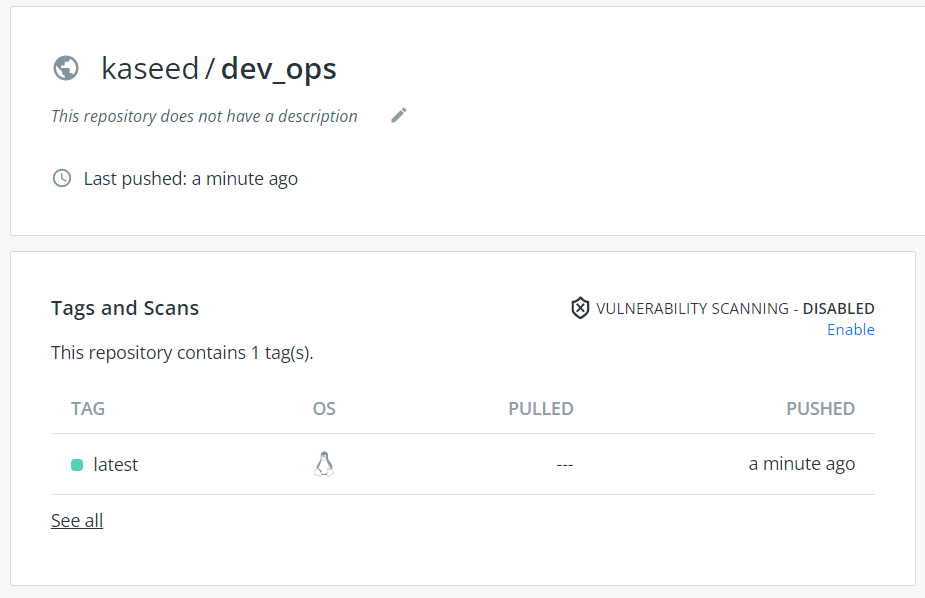 kaseed / dev_ops
This repository does not have a description
Last pushed: a minute ago
Tags and Scans
VULNERABILITY SCANNING - DISABLED
Enable
This repository contains 1 tag(s).
TAG OS PULLED PUSHED
latest --- a minute ago
See all